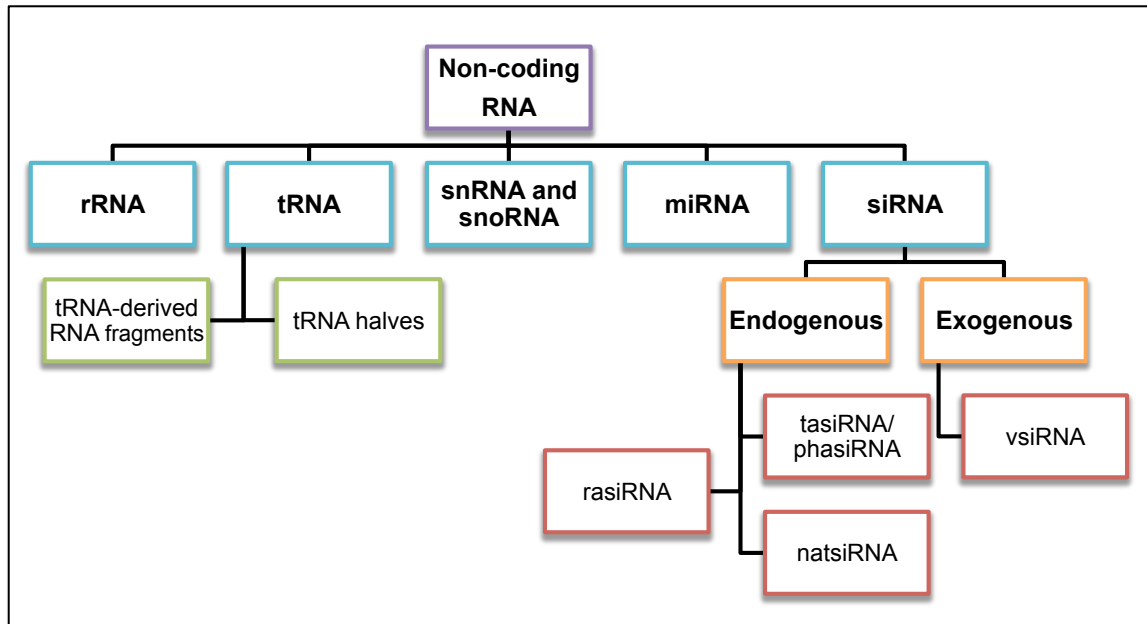 Non-coding
RNA
rRNA
tRNA
snRNA and
snoRNA
miRNA
siRNA
tRNA-derived
RNA fragments
tRNA halves
Endogenous
Exogenous
tasiRNA/
phasiRNA
vsiRNA
rasiRNA
natsiRNA